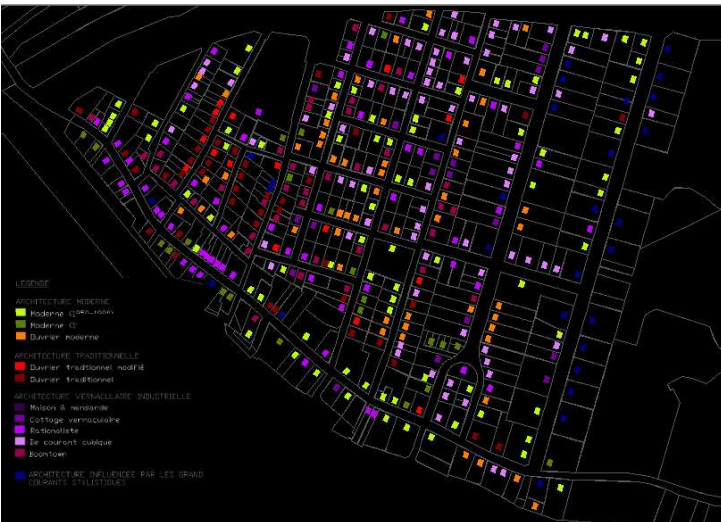 LEGENDE
ARCHITECTURE MODERNE
Moderne
Moderne
Ouvrier moderne
ARCHITECTURE TRADITIONNELLE
Ouvrier traditionnel modifié
Ouvrier traditionnel
ARCHITECTURE VERNACULAIRE INDUSTRIELLE
Maison à mansarde
Cottage vernaculaire
Rationaliste
De courant cubique
Boomtown
ARCHITECTURE INFLUENCEE PAR LES GRAND
COURANTS STYLISTIQUES